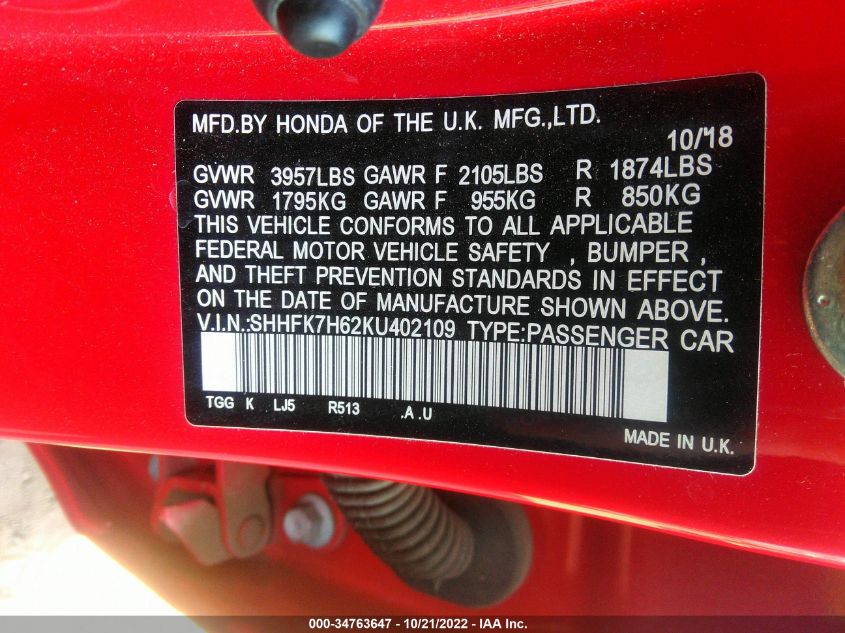 MFD.BY HONDA OF THE U.K. MFG.,LTD.
10/'18
GVWR 3957LBS GAWR F 2105LBS R 1874LBS
GVWR 1795KG GAWR F 955KG R 850KG
THIS VEHICLE CONFORMS TO ALL APPLICABLE
FEDERAL MOTOR VEHICLE SAFETY , BUMPER ,
AND THEFT PREVENTION STANDARDS IN EFFECT
ON THE DATE OF MANUFACTURE SHOWN ABOVE.
V.I.N.:SHHFK7H62KU402109 TYPE:PASSENGER CAR
TGG K LJ5 R513 .A .U
MADE IN U.K.
000-34763647 - 10/21/2022 - IAA Inc.